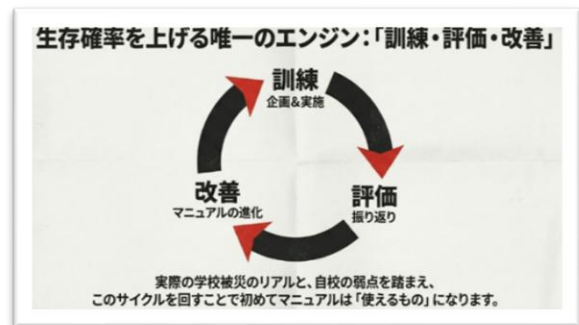 生存確率を上げる唯一のエンジン：「訓練・評価・改善」
訓練
企画&実施
評価
振り返り
改善
マニュアルの進化
実際の学校被災のリアルと、自校の弱点を踏まえ、
このサイクルを回すことで初めてマニュアルは「使えるもの」になります。